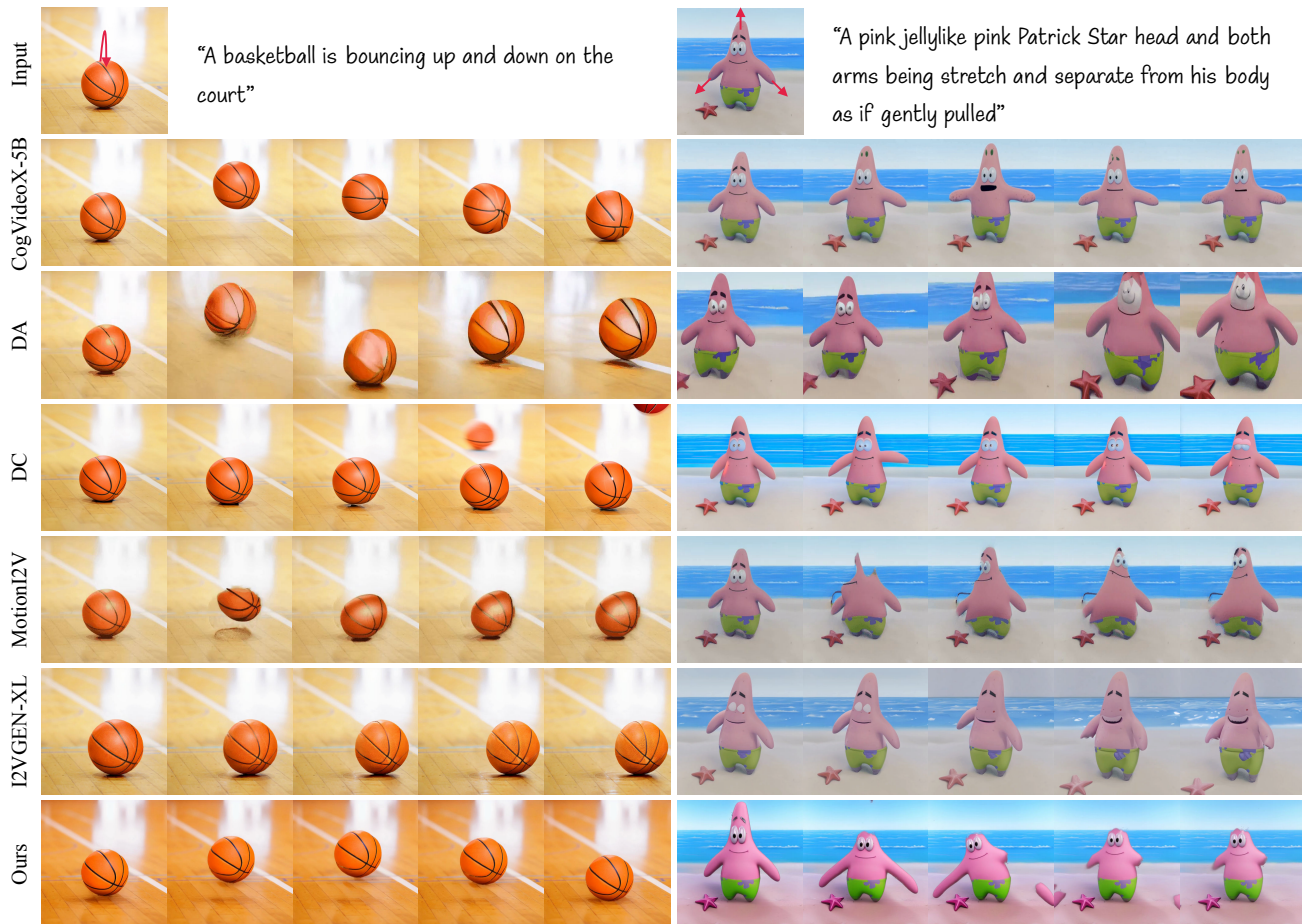 Input
“A basketball is bouncing up and down on the
court”
“A pink jellylike pink Patrick Star head and both
arms being stretch and separate from his body
as if gently pulled”
CogVideoX-5B
DA
DC
MotionI2V
I2VGEN-XL
Ours